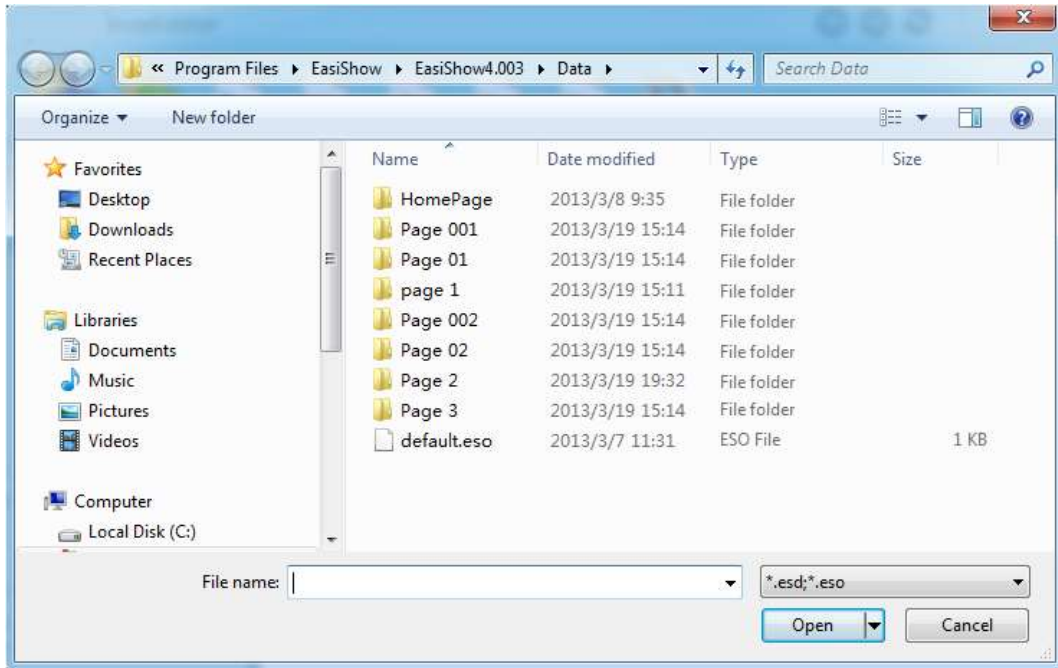 « Program Files ▸ EasiShow ▸ EasiShow4.003 ▸ Data ▸ Search Data
Organize ▾ New folder
Name Date modified Type Size
Favorites
Desktop
Downloads
Recent Places
Libraries
Documents
Music
Pictures
Videos
Computer
Local Disk (C:)
HomePage 2013/3/8 9:35 File folder
Page 001 2013/3/19 15:14 File folder
Page 01 2013/3/19 15:14 File folder
page 1 2013/3/19 15:11 File folder
Page 002 2013/3/19 15:14 File folder
Page 02 2013/3/19 15:14 File folder
Page 2 2013/3/19 19:32 File folder
Page 3 2013/3/19 15:14 File folder
default.eso 2013/3/7 11:31 ESO File 1 KB
File name: *.esd;*.eso
Open Cancel